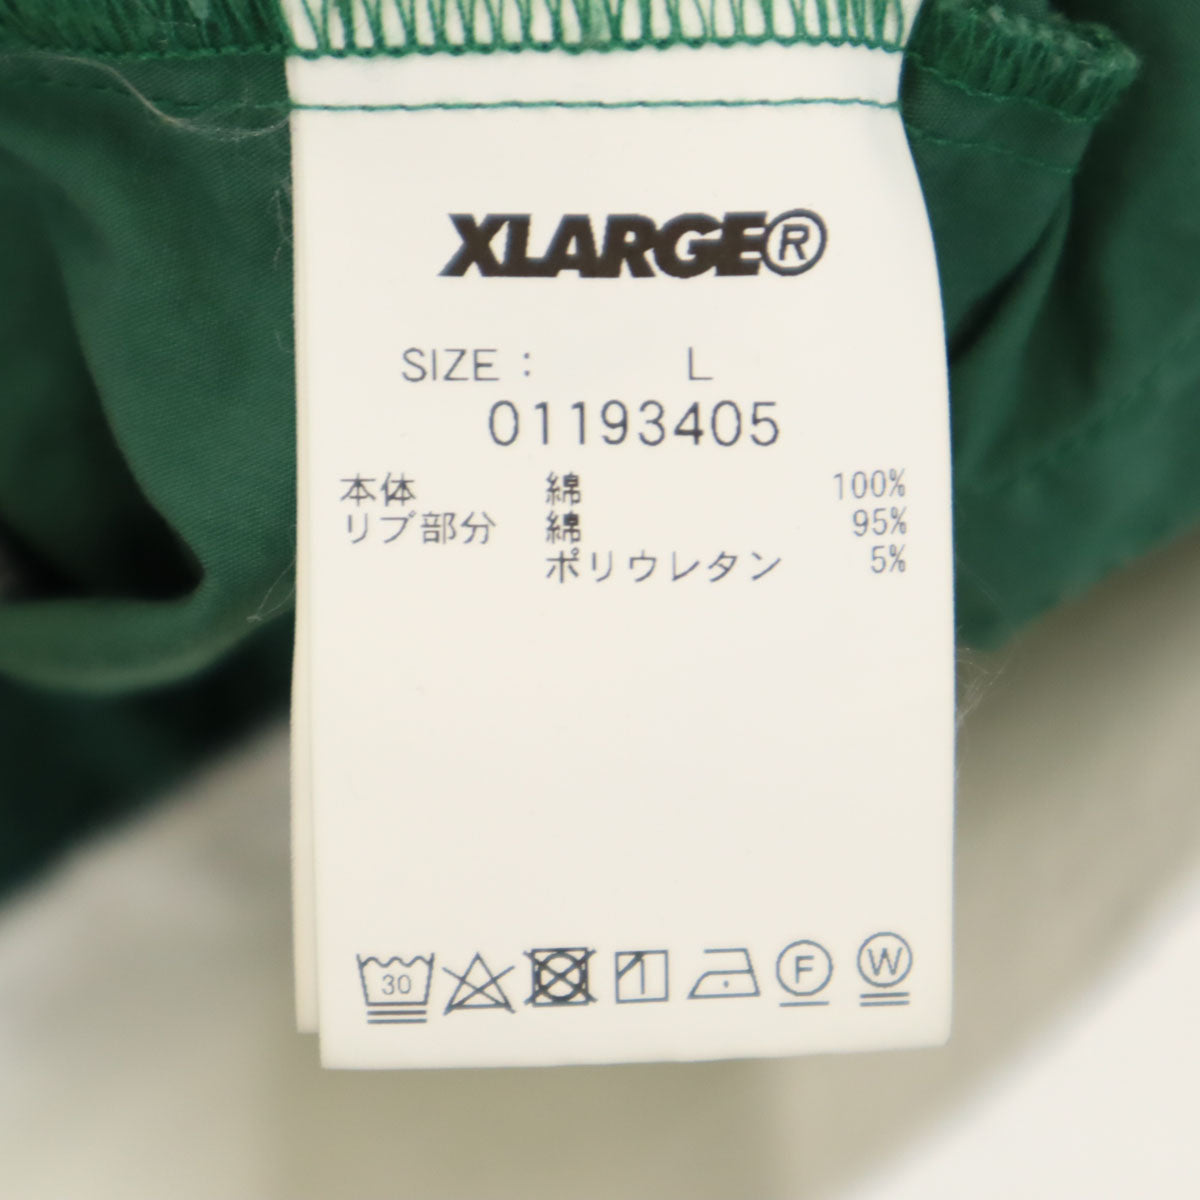 XLARGE®
SIZE : L
01193405
本体 綿 100%
リブ部分 綿 95%
ポリウレタン 5%
30 F W